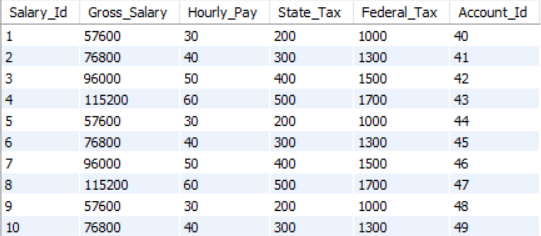 Salary_Id Gross_Salary Hourly_Pay State_Tax Federal_Tax Account_Id
1 57600 30 200 1000 40
2 76800 40 300 1300 41
3 96000 50 400 1500 42
4 115200 60 500 1700 43
5 57600 30 200 1000 44
6 76800 40 300 1300 45
7 96000 50 400 1500 46
8 115200 60 500 1700 47
9 57600 30 200 1000 48
10 76800 40 300 1300 49